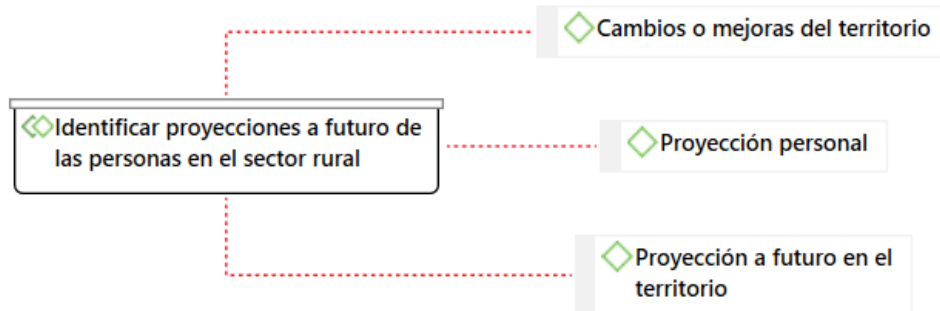 Cambios o mejoras del territorio
Identificar proyecciones a futuro de
las personas en el sector rural
Proyección personal
Proyección a futuro en el
territorio